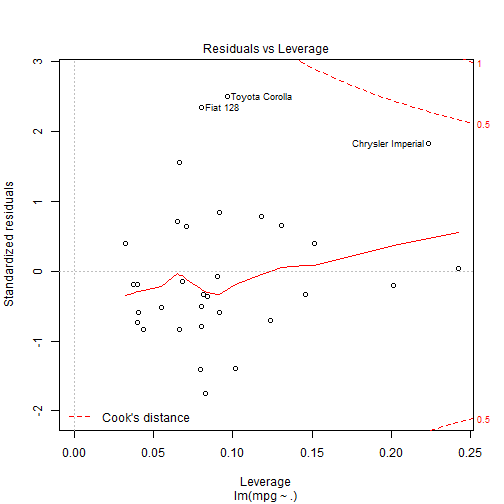 Residuals vs Leverage
Standardized residuals
3
2
1
0
-1
-2
1
0.5
0.5
Toyota Corolla
Fiat 128
Chrysler Imperial
Cook's distance
0.00 0.05 0.10 0.15 0.20 0.25
Leverage
lm(mpg ~ .)